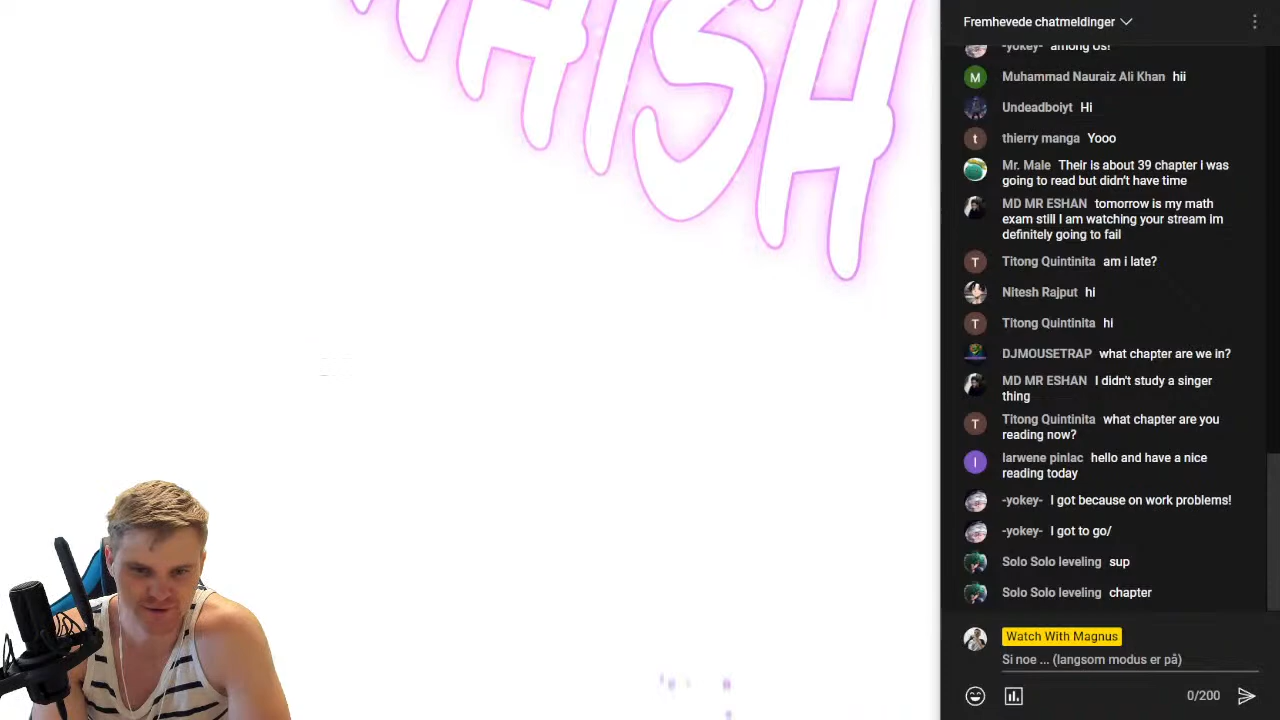 WHISH
Fremhevede chatmeldinger
-yokey- among Us!
M Muhammad Nauraiz Ali Khan hii
Undeadboiyt Hi
t thierry manga Yooo
Mr. Male Their is about 39 chapter i was
going to read but didn't have time
MD MR ESHAN tomorrow is my math
exam still I am watching your stream Im
definitely going to fail
T Titong Quintinita am i late?
Nitesh Rajput hi
T Titong Quintinita hi
DJMOUSETRAP what chapter are we in?
MD MR ESHAN I didn't study a singer
thing
T Titong Quintinita what chapter are you
reading now?
l larwene pinlac hello and have a nice
reading today
-yokey- I got because on work problems!
-yokey- I got to go/
Solo Solo leveling sup
Solo Solo leveling chapter
Watch With Magnus
Si noe ... (langsom modus er på)
0/200